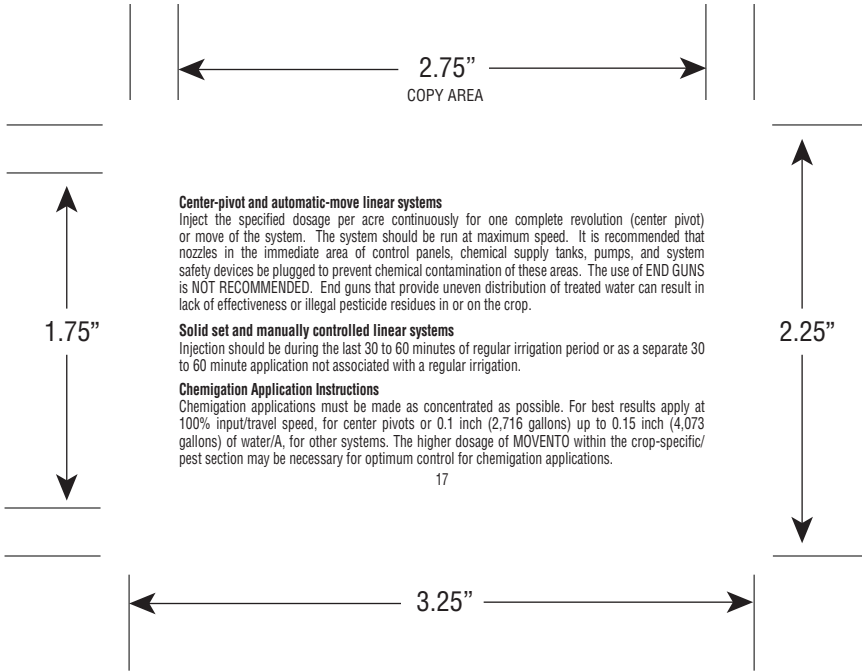 2.75”
COPY AREA
Center-pivot and automatic-move linear systems
Inject the specified dosage per acre continuously for one complete revolution (center pivot)
or move of the system. The system should be run at maximum speed. It is recommended that
nozzles in the immediate area of control panels, chemical supply tanks, pumps, and system
safety devices be plugged to prevent chemical contamination of these areas. The use of END GUNS
is NOT RECOMMENDED. End guns that provide uneven distribution of treated water can result in
lack of effectiveness or illegal pesticide residues in or on the crop.
1.75”
2.25”
Solid set and manually controlled linear systems
Injection should be during the last 30 to 60 minutes of regular irrigation period or as a separate 30
to 60 minute application not associated with a regular irrigation.
Chemigation Application Instructions
Chemigation applications must be made as concentrated as possible. For best results apply at
100% input/travel speed, for center pivots or 0.1 inch (2,716 gallons) up to 0.15 inch (4,073
gallons) of water/A, for other systems. The higher dosage of MOVENTO within the crop-specific/
pest section may be necessary for optimum control for chemigation applications.
17
3.25”